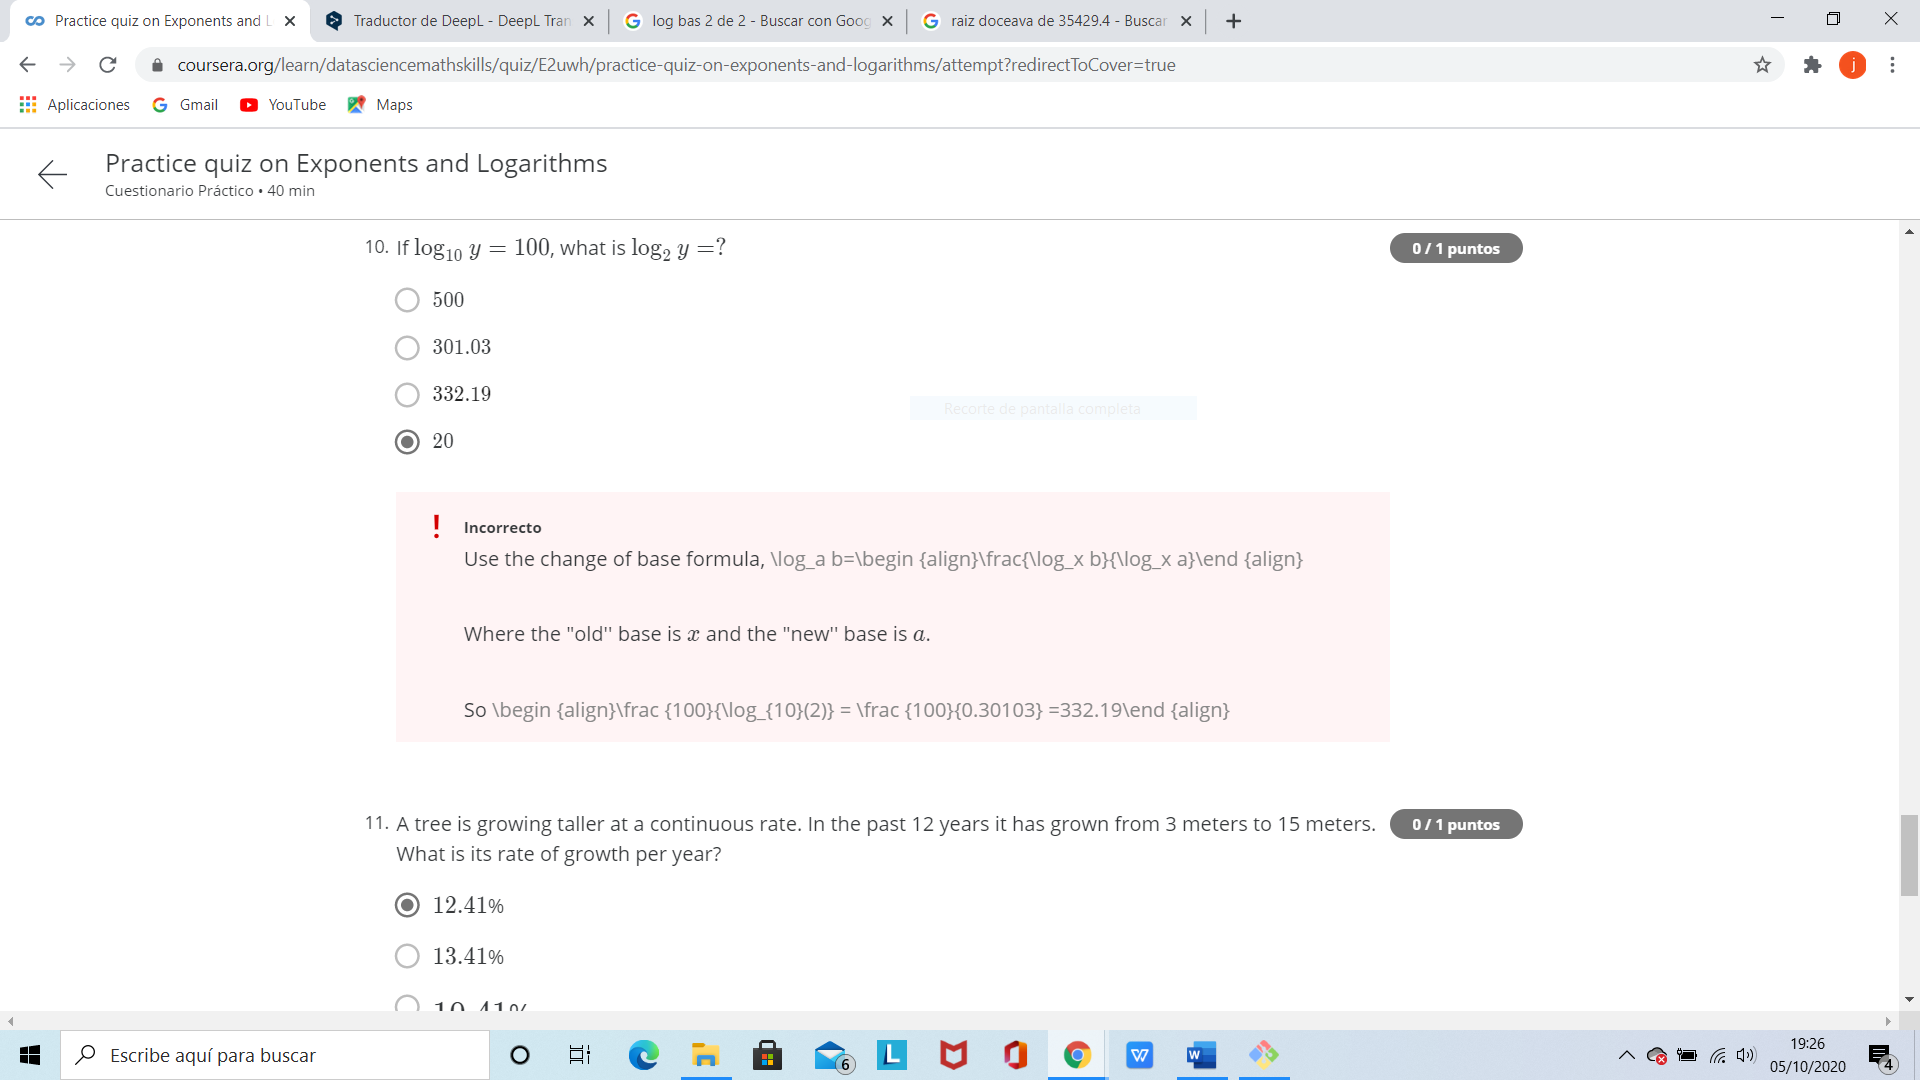 Practice quiz on Exponents and L
Traductor de DeepL - DeepL Tran
log bas 2 de 2 - Buscar con Goog
raiz doceava de 35429.4 - Buscar
coursera.org/learn/datasciencemathskills/quiz/E2uwh/practice-quiz-on-exponents-and-logarithms/attempt?redirectToCover=true
j
Aplicaciones
Gmail
YouTube
Maps
Practice quiz on Exponents and Logarithms
Cuestionario Práctico • 40 min
10. If log₁₀ y = 100, what is log₂ y =?
0 / 1 puntos
500
301.03
332.19
Recorte de pantalla completa
20
! Incorrecto
Use the change of base formula, \log_a b=\begin {align}\frac{\log_x b}{\log_x a}\end {align}
Where the "old'' base is x and the "new'' base is a.
So \begin {align}\frac {100}{\log_{10}(2)} = \frac {100}{0.30103} =332.19\end {align}
11. A tree is growing taller at a continuous rate. In the past 12 years it has grown from 3 meters to 15 meters.
0 / 1 puntos
What is its rate of growth per year?
12.41%
13.41%
10.41%
Escribe aquí para buscar
6
L
W
W
19:26
05/10/2020
4